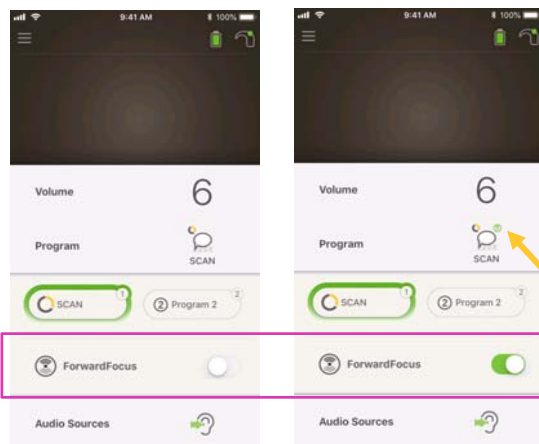 9:41 AM 100%
Volume 6
Program SCAN
SCAN 1 2 Program 2 2
ForwardFocus
Audio Sources
9:41 AM 100%
Volume 6
Program SCAN
SCAN 1 2 Program 2 2
ForwardFocus
Audio Sources